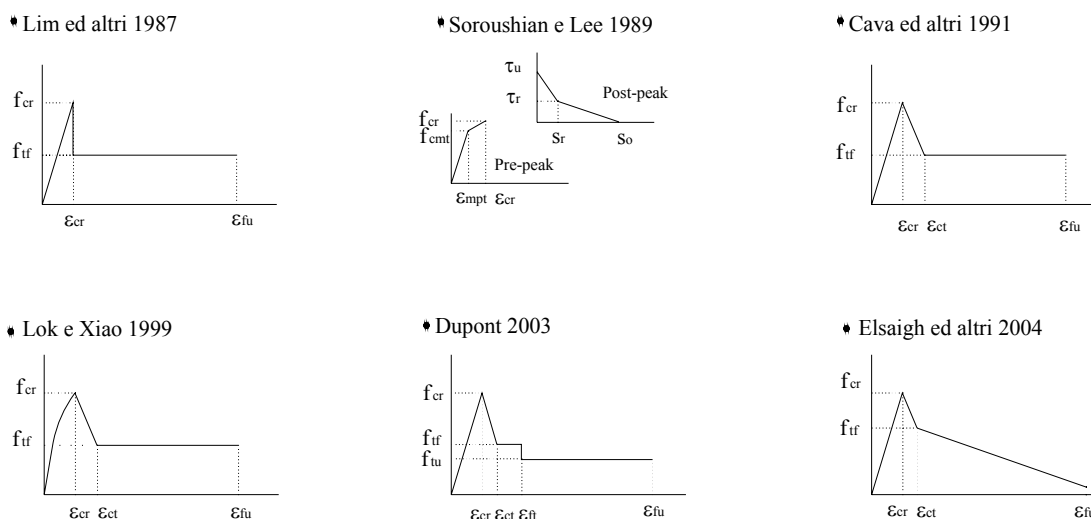 Lim ed altri 1987
fcr
ftf
εcr
εfu
Soroushian e Lee 1989
τu
τr
Post-peak
sr
so
fcr
fcmt
Pre-peak
εmpt
εcr
Cava ed altri 1991
fcr
ftf
εcr
εct
εfu
Lok e Xiao 1999
fcr
ftf
εcr
εct
εfu
Dupont 2003
fcr
ftf
ftu
εcr
εct
εft
εfu
Elsaigh ed altri 2004
fcr
ftf
εcr
εct